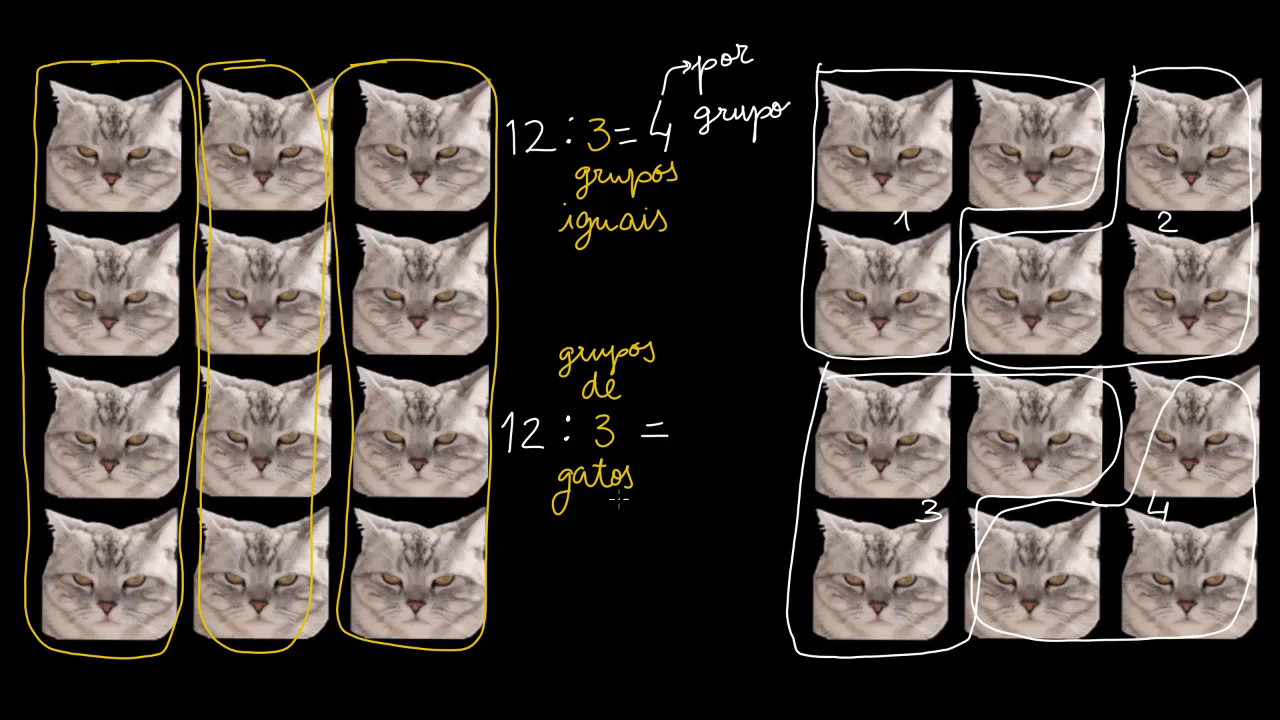 12 : 3 = 4 → por
grupo
grupos
iguais
grupos
de
12 : 3 =
gatos
1
2
3
4